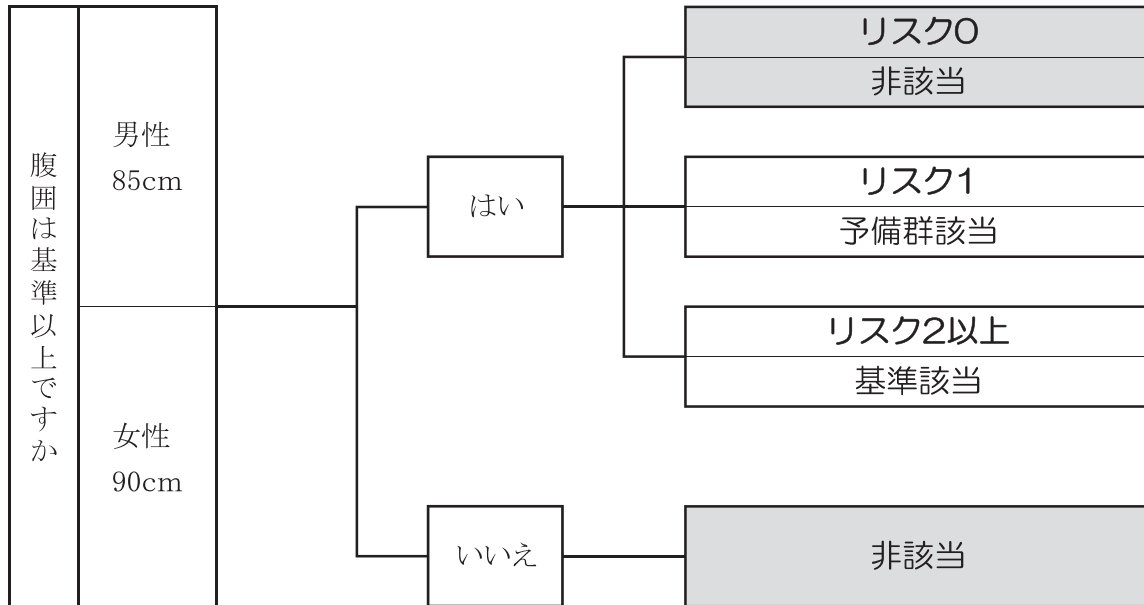 腹囲は基準以上ですか
男性
85cm
女性
90cm
はい
いいえ
リスク0
非該当
リスク1
予備群該当
リスク2以上
基準該当
非該当